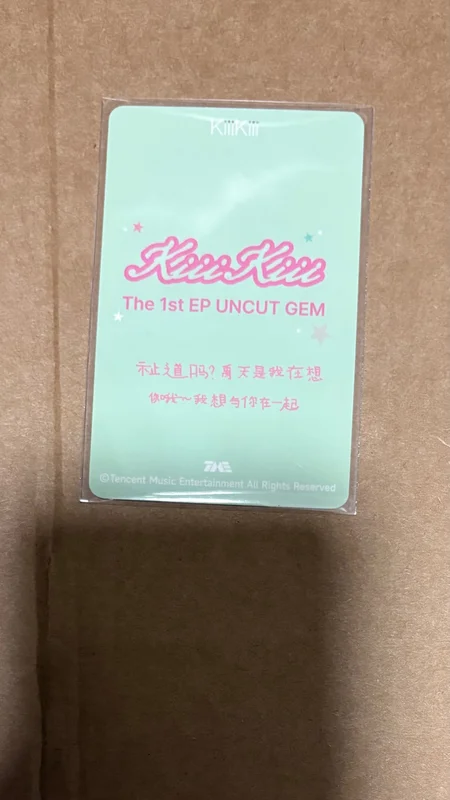 KiiiKiii
KiiiKiii
The 1st EP UNCUT GEM
知道吗？夏天是我在想
你哦～我想与你在一起
TME
©Tencent Music Entertainment All Rights Reserved